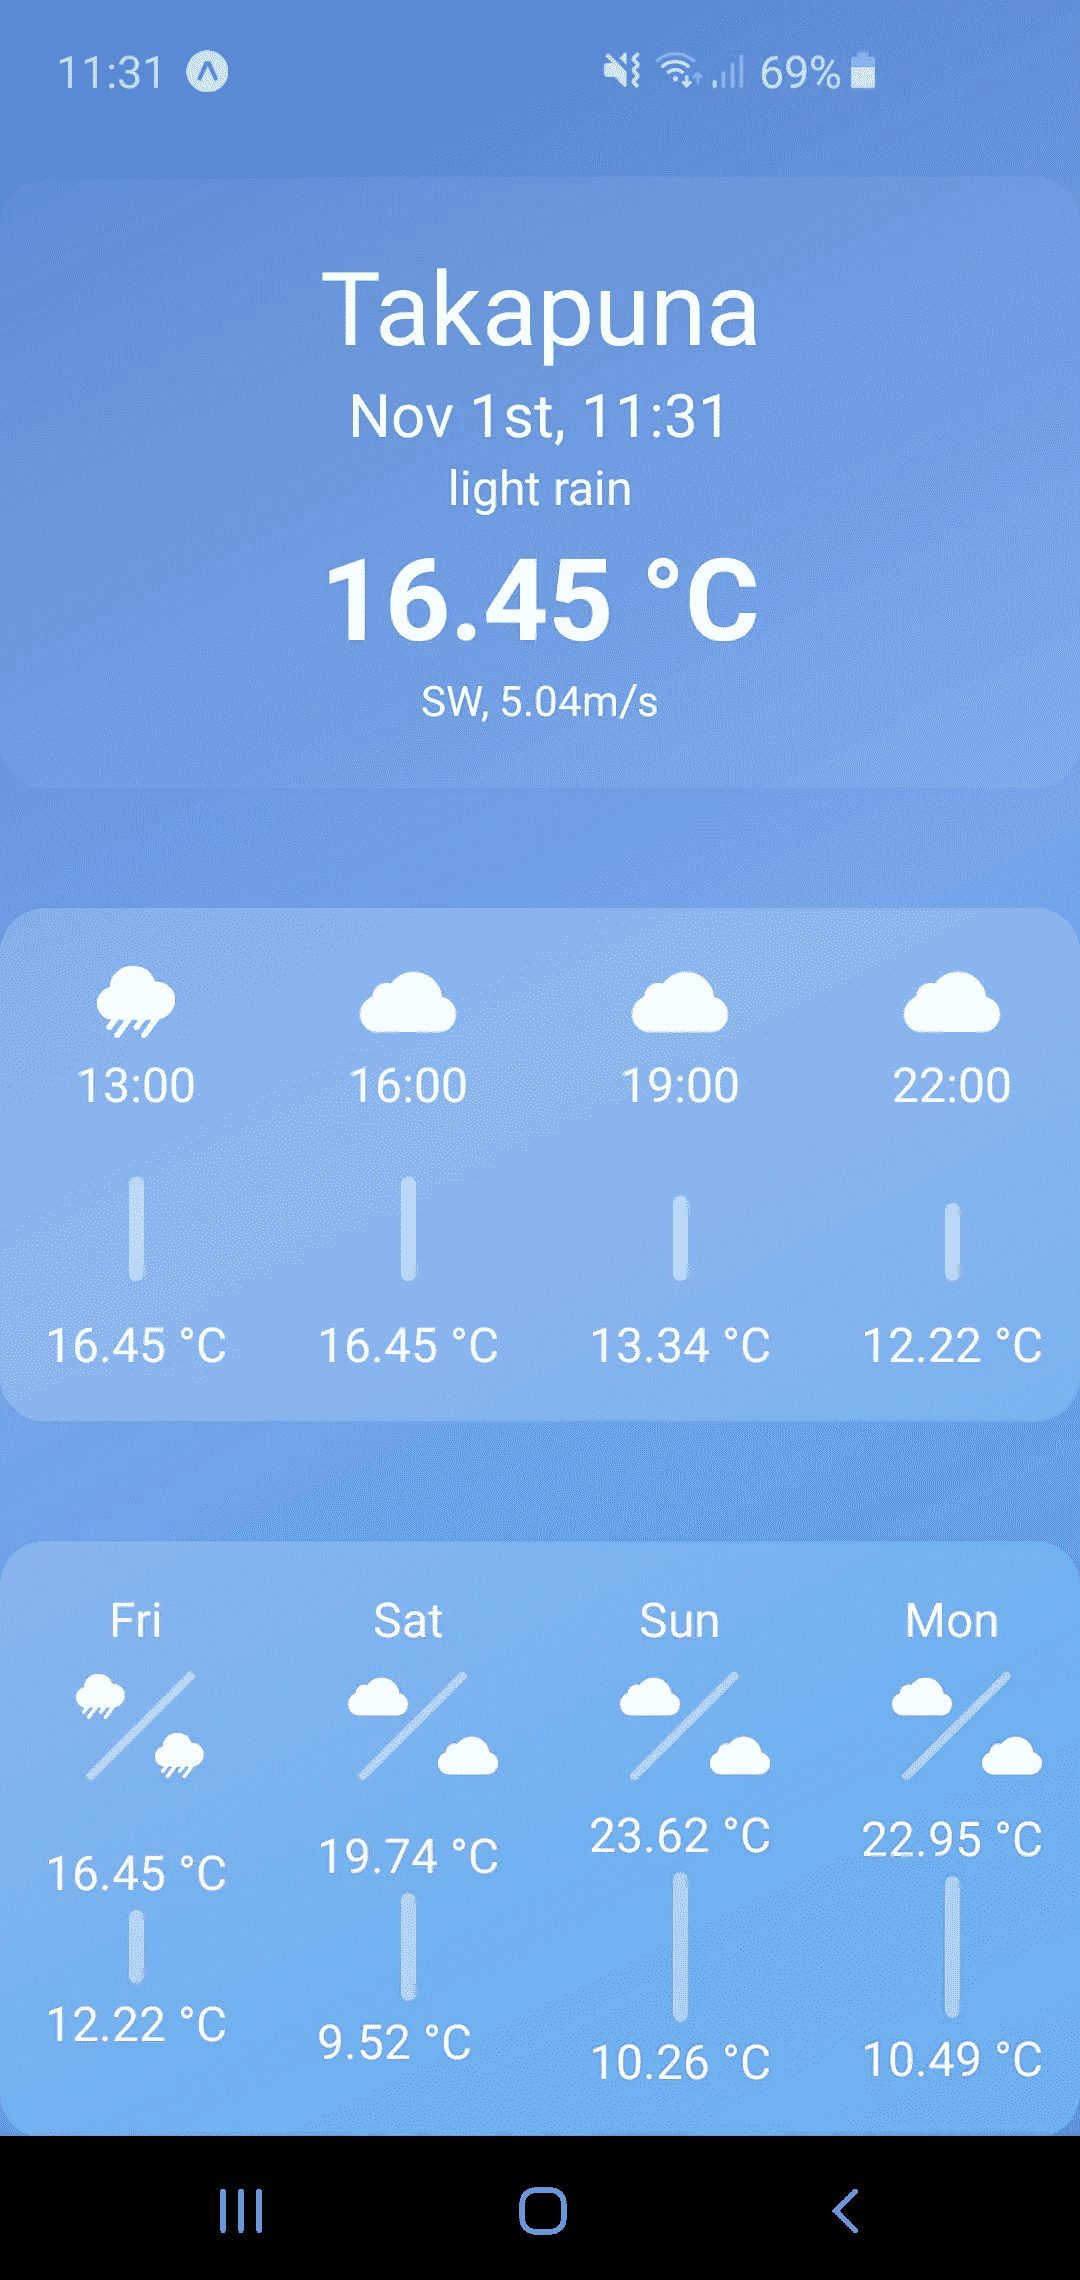 11:31 69%
Takapuna
Nov 1st, 11:31
light rain
16.45 °C
SW, 5.04m/s
13:00 16:00 19:00 22:00
16.45 °C 16.45 °C 13.34 °C 12.22 °C
Fri Sat Sun Mon
16.45 °C 19.74 °C 23.62 °C 22.95 °C
12.22 °C 9.52 °C 10.26 °C 10.49 °C